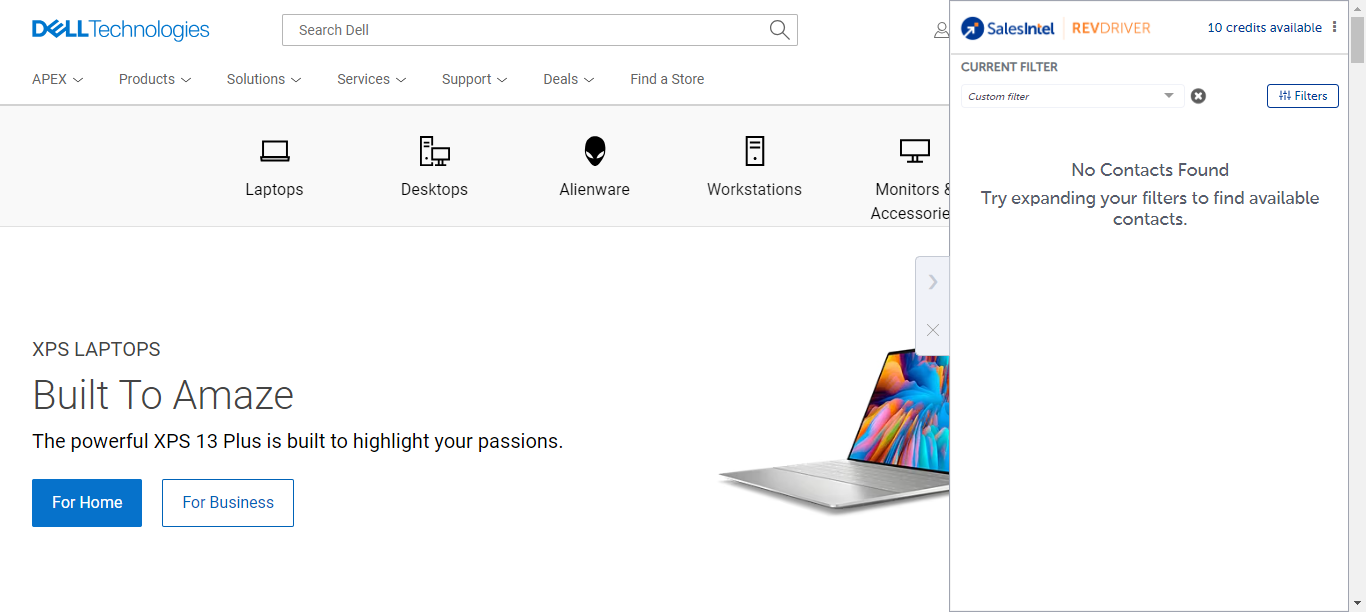 DELLTechnologies
Search Dell
APEX
Products
Solutions
Services
Support
Deals
Find a Store
Laptops
Desktops
Alienware
Workstations
Monitors &
Accessorie
XPS LAPTOPS
Built To Amaze
The powerful XPS 13 Plus is built to highlight your passions.
For Home
For Business
SalesIntel
REVDRIVER
10 credits available
CURRENT FILTER
Custom filter
Filters
No Contacts Found
Try expanding your filters to find available
contacts.